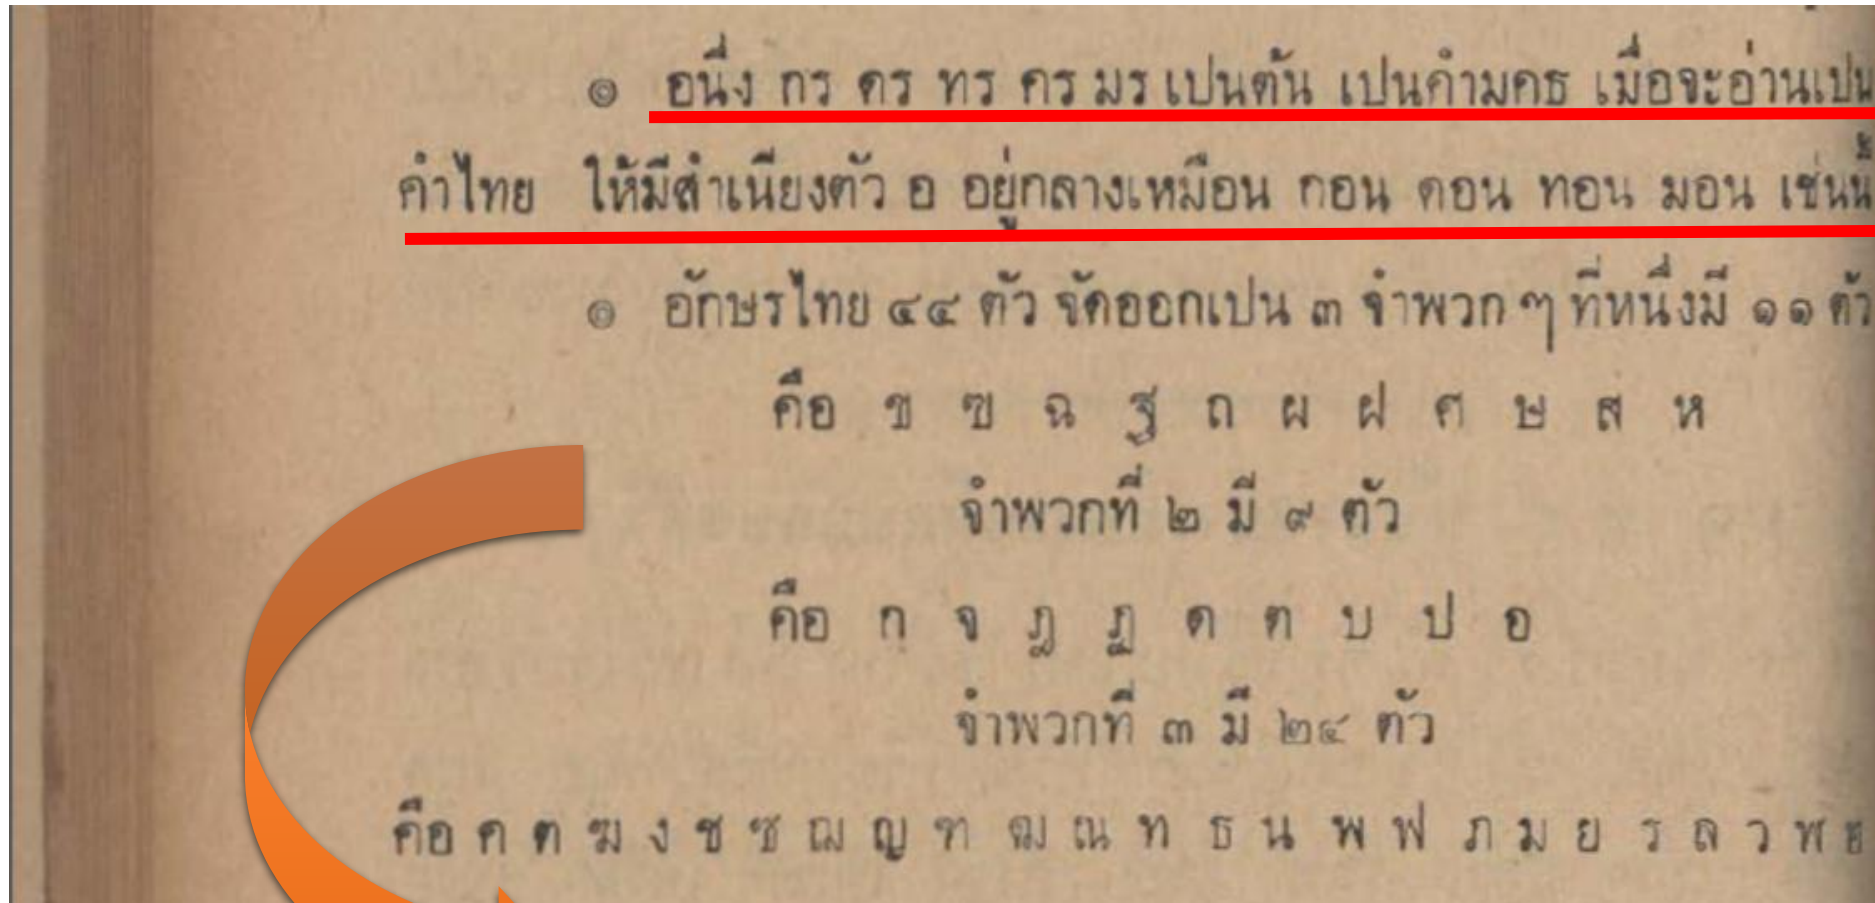 ๏ อนึ่ง กร คร ทร ศร มร เปนต้น เปนคำมคธ เมื่อจะอ่านเปน
คำไทย ให้มีสำเนียงตัว อ อยู่กลางเหมือน กอน คอน ทอน มอน เช่นนี้
๏ อักษรไทย ๔๔ ตัว จัดออกเปน ๓ จำพวก ๆ ที่หนึ่งมี ๑๑ ตัว
คือ ข ฃ ฉ ฐ ถ ผ ฝ ศ ษ ส ห
จำพวกที่ ๒ มี ๙ ตัว
คือ ก จ ฎ ฏ ด ต บ ป อ
จำพวกที่ ๓ มี ๒๔ ตัว
คือ ค ฅ ฆ ง ช ซ ฌ ญ ฑ ฒ ณ ท ธ น พ ฟ ภ ม ย ร ล ว ฬ ฮ